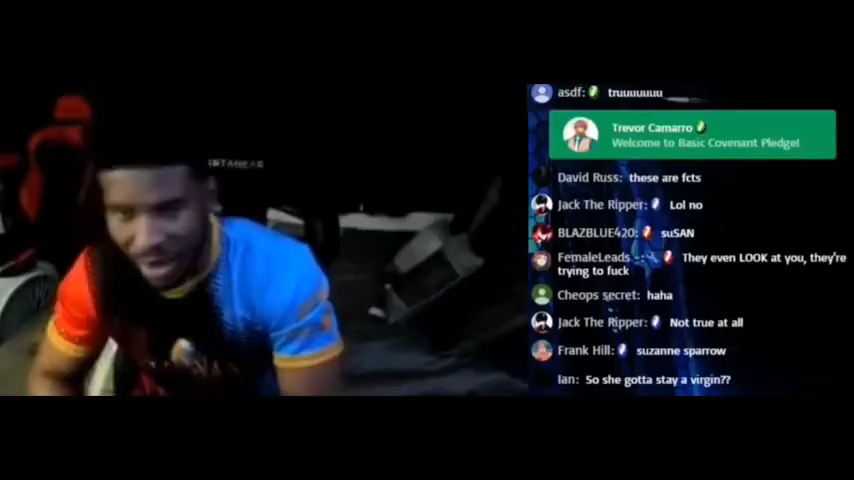 asdf: truuuuuuu
Trevor Camarro
Welcome to Basic Covenant Pledge!
David Russ: these are fcts
Jack The Ripper: Lol no
BLAZBLUE420: suSAN
FemaleLeads_: They even LOOK at you, they're
trying to fuck
Cheops secret: haha
Jack The Ripper: Not true at all
Frank Hill: suzanne sparrow
Ian: So she gotta stay a virgin??